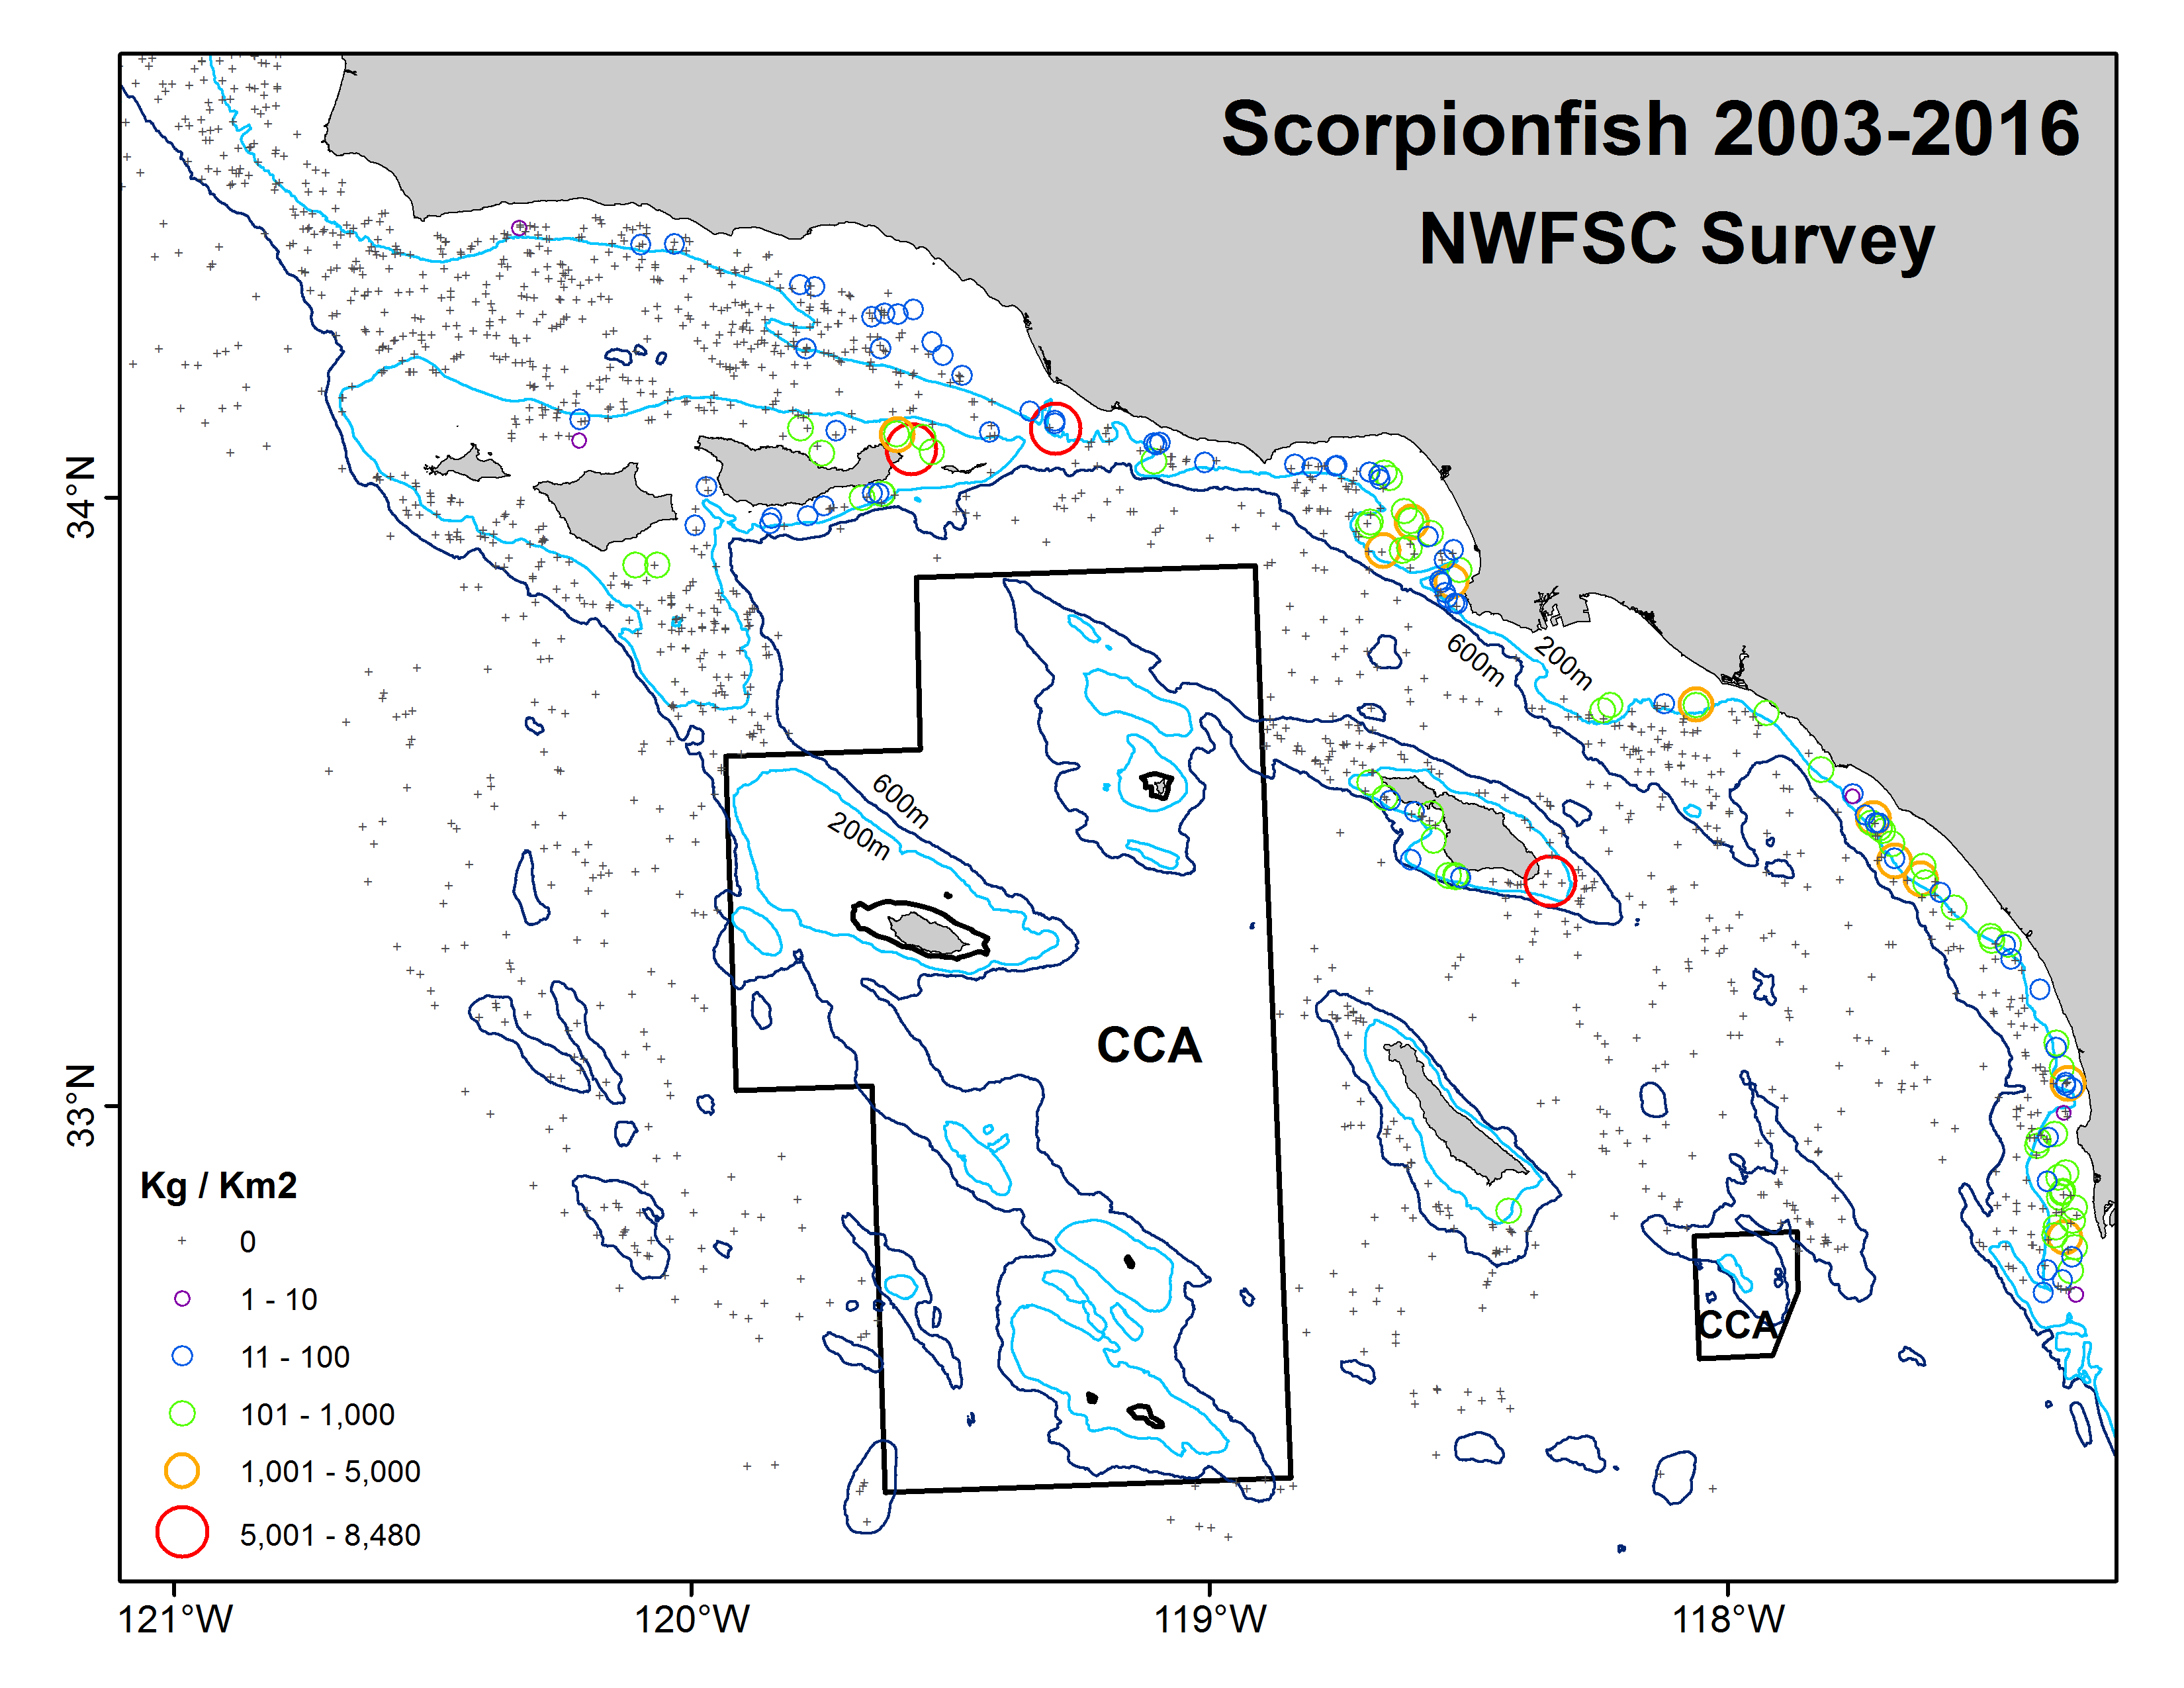 Scorpionfish 2003-2016
NWFSC Survey
34°N
600m
200m
600m
200m
CCA
33°N
Kg / Km2
0
1 - 10
11 - 100
101 - 1,000
1,001 - 5,000
5,001 - 8,480
CCA
121°W
120°W
119°W
118°W